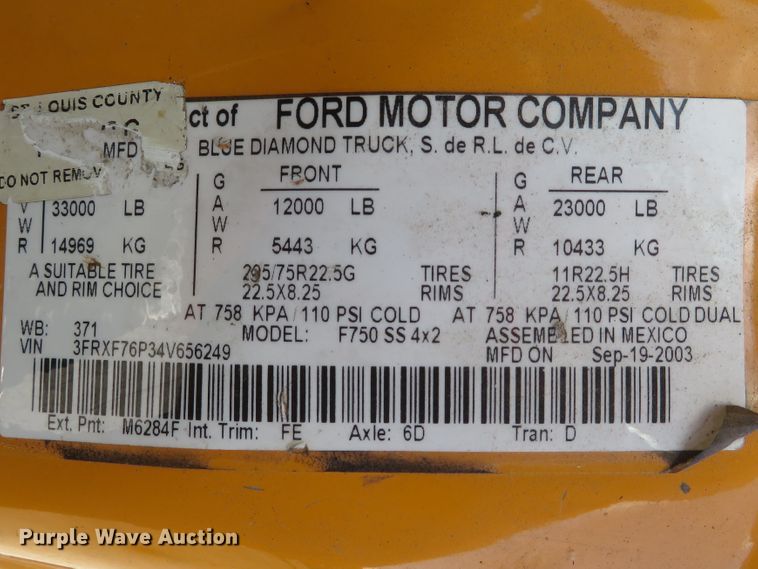 ST. LOUIS COUNTY
DO NOT REMOV
ct of FORD MOTOR COMPANY
MFD BLUE DIAMOND TRUCK, S. de R.L. de C.V.
G FRONT G REAR
V 33000 LB A 12000 LB A 23000 LB
W W W
R 14969 KG R 5443 KG R 10433 KG
A SUITABLE TIRE 295/75R22.5G TIRES 11R22.5H TIRES
AND RIM CHOICE 22.5X8.25 RIMS 22.5X8.25 RIMS
AT 758 KPA/110 PSI COLD AT 758 KPA/110 PSI COLD DUAL
WB: 371 MODEL: F750 SS 4x2 ASSEMBLED IN MEXICO
VIN 3FRXF76P34V656249 MFD ON Sep-19-2003
Ext. Pnt: M6284F Int. Trim: FE Axle: 6D Tran: D
Purple Wave Auction